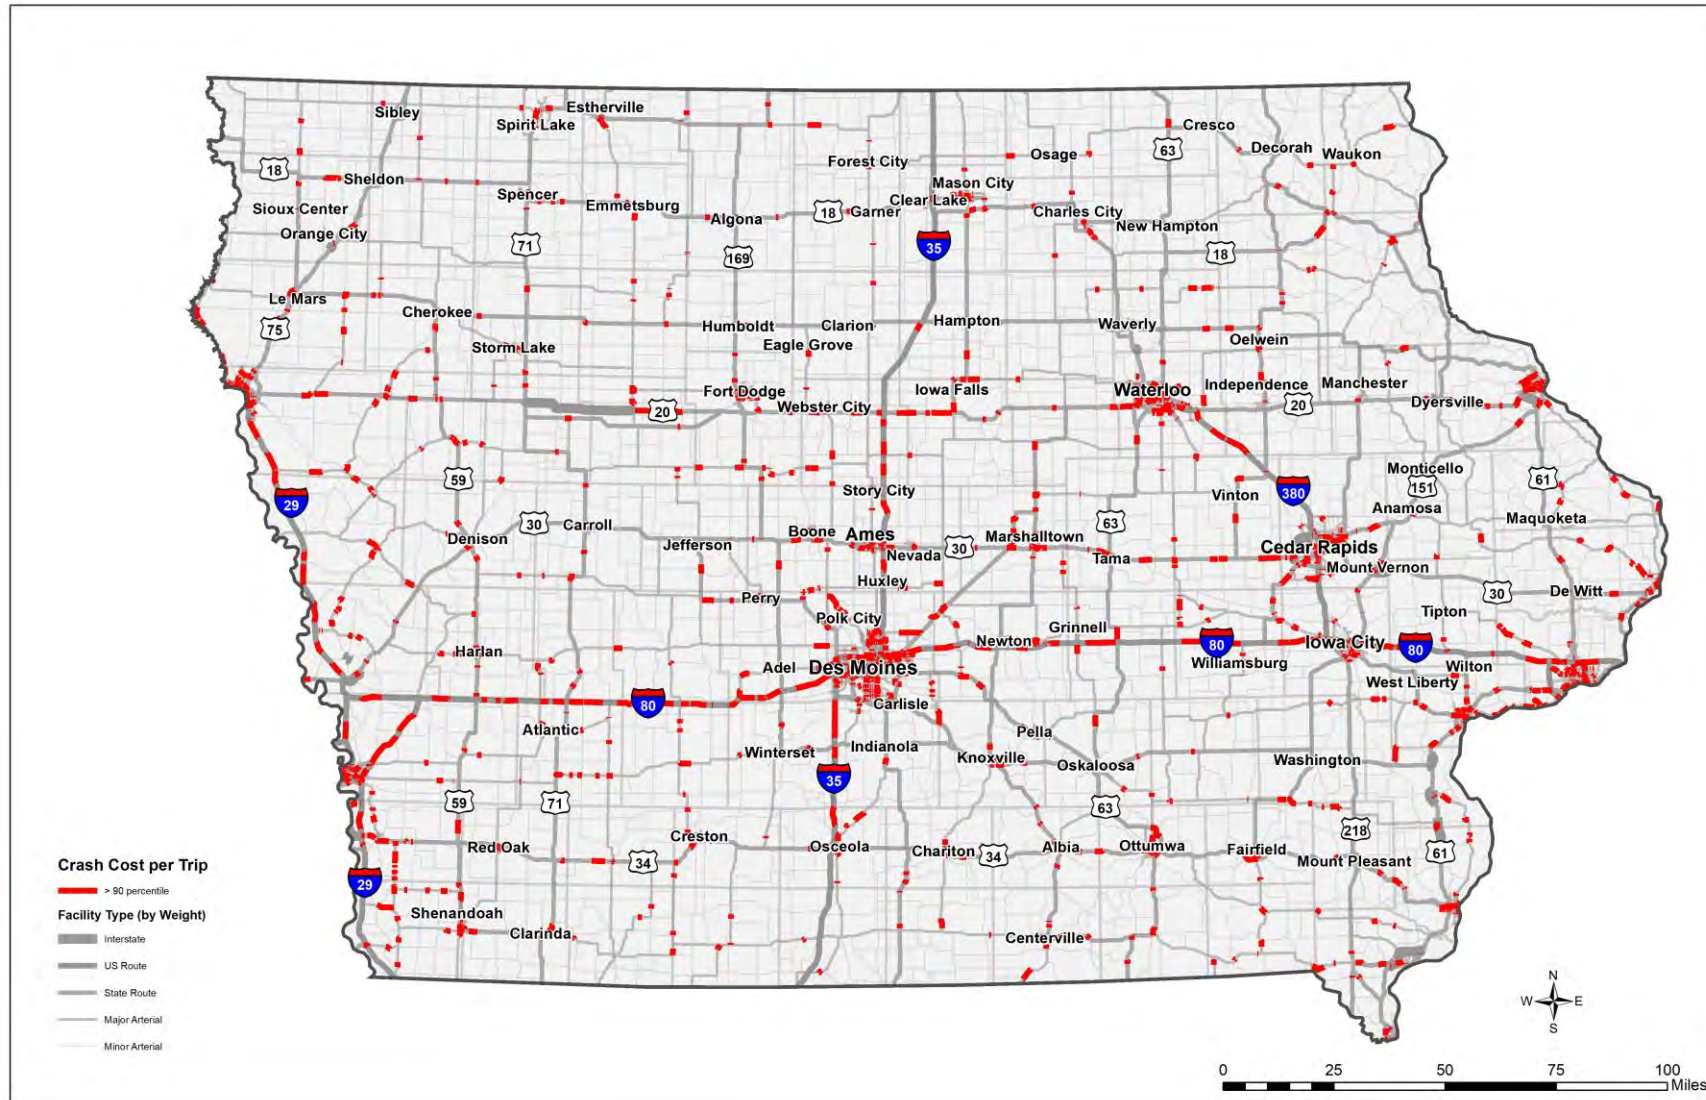 Sibley
Estherville
Spirit Lake
Cresco
63
Decorah
Waukon
Osage
Forest City
18
Sheldon
Mason City
Spencer
Emmetsburg
Clear Lake
Sioux Center
Algona
18
Garner
Charles City
New Hampton
Orange City
71
169
35
18
Le Mars
Cherokee
75
Humboldt
Clarion
Hampton
Waverly
Oelwein
Storm Lake
Eagle Grove
Fort Dodge
Iowa Falls
Waterloo
Independence
Manchester
20
Webster City
20
Dyersville
59
Monticello
29
Story City
Vinton
380
151
61
Anamosa
30
Carroll
Boone
Ames
63
Maquoketa
Denison
Jefferson
Nevada
30
Marshalltown
Tama
Cedar Rapids
Mount Vernon
Huxley
30
De Witt
Perry
Polk City
Tipton
Newton
Grinnell
80
Iowa City
80
Harlan
Adel
Des Moines
Williamsburg
Wilton
West Liberty
80
Carlisle
Atlantic
Pella
Winterset
Indianola
Knoxville
Oskaloosa
Washington
35
59
71
63
218
Creston
Red Oak
34
Osceola
Chariton
34
Albia
Ottumwa
Fairfield
Mount Pleasant
61
29
Shenandoah
Clarinda
Centerville
Crash Cost per Trip
> 90 percentile
Facility Type (by Weight)
Interstate
US Route
State Route
Major Arterial
Minor Arterial
N
W E
S
0 25 50 75 100
Miles